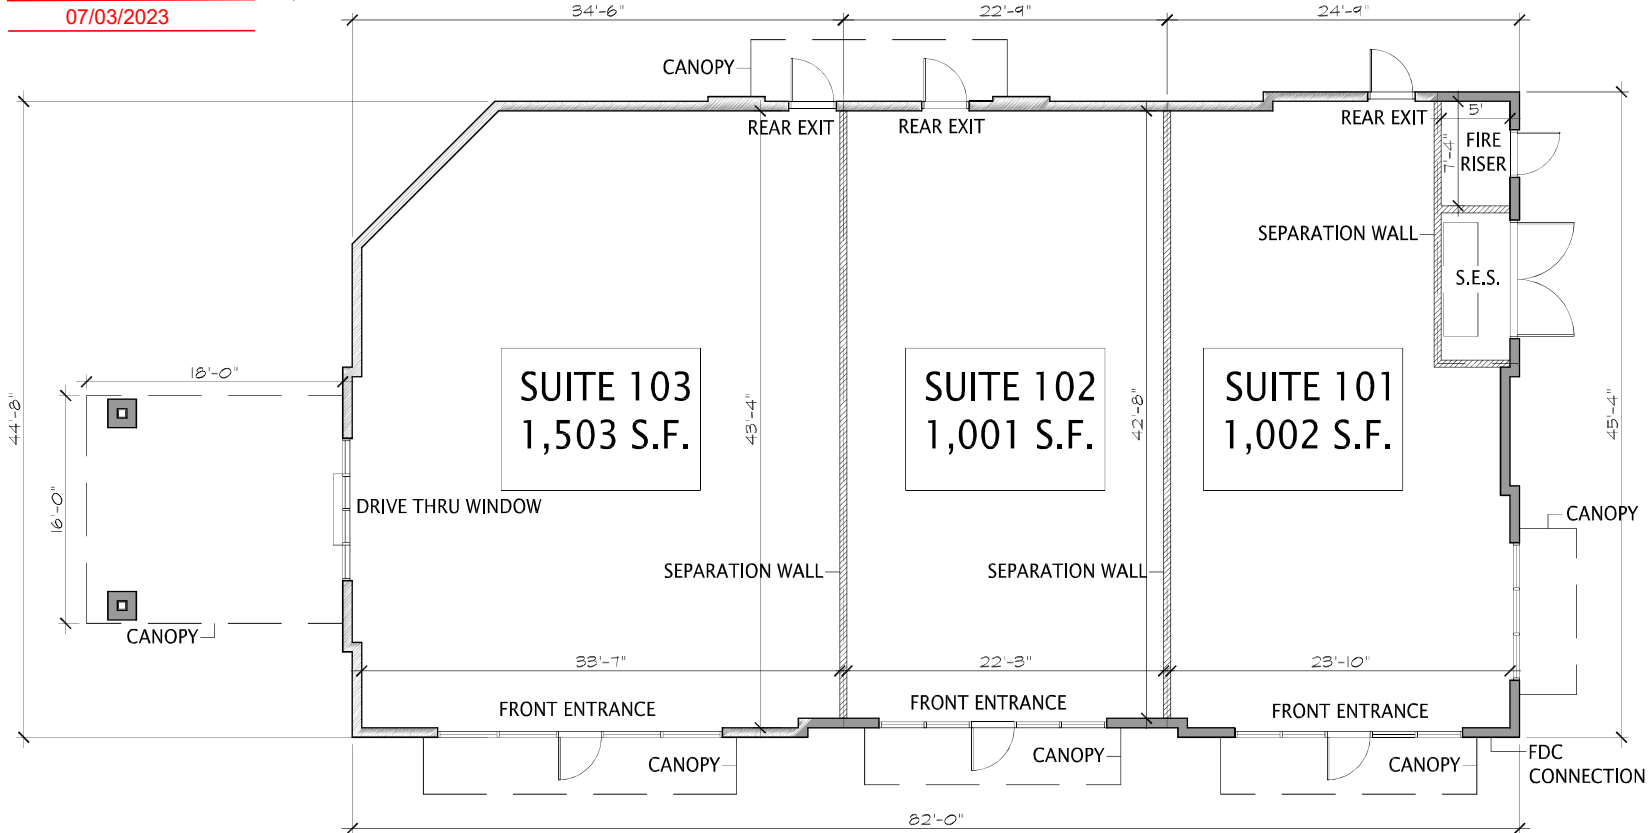 07/03/2023
34'-6"
22'-9"
24'-9"
CANOPY
REAR EXIT
REAR EXIT
REAR EXIT
5'
7'-4"
FIRE
RISER
SEPARATION WALL
S.E.S.
18'-0"
44'-8"
16'-0"
SUITE 103
1,503 S.F.
43'-4"
SUITE 102
1,001 S.F.
42'-8"
SUITE 101
1,002 S.F.
45'-4"
DRIVE THRU WINDOW
CANOPY
SEPARATION WALL
SEPARATION WALL
CANOPY
33'-7"
22'-3"
23'-10"
FRONT ENTRANCE
FRONT ENTRANCE
FRONT ENTRANCE
CANOPY
CANOPY
CANOPY
FDC
CONNECTION
82'-0"